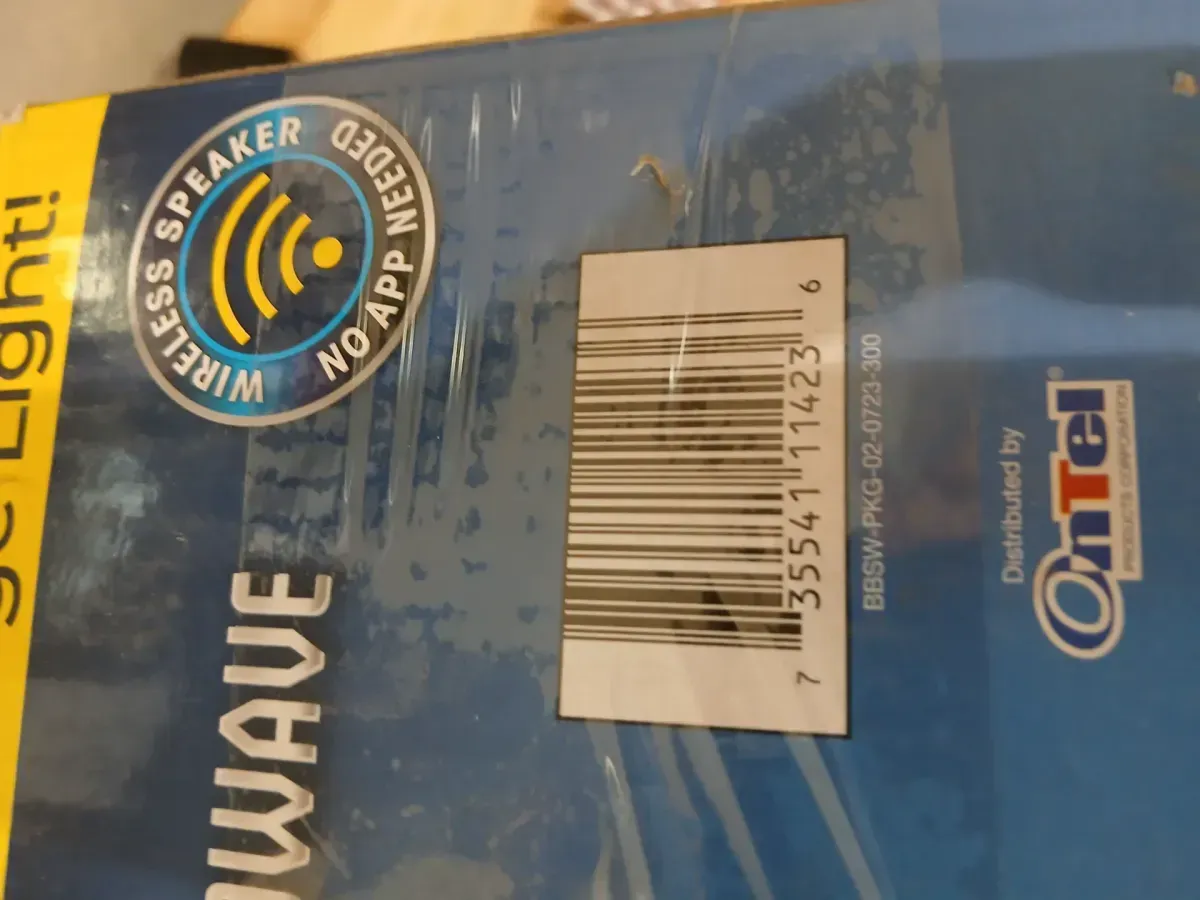 Light!
WIRELESS SPEAKER
NO APP NEEDED
WAVE
7 35541 11423 6
BBSW-PKG-02-0723-300
Distributed by
OnTel®
PRODUCTS CORPORATION